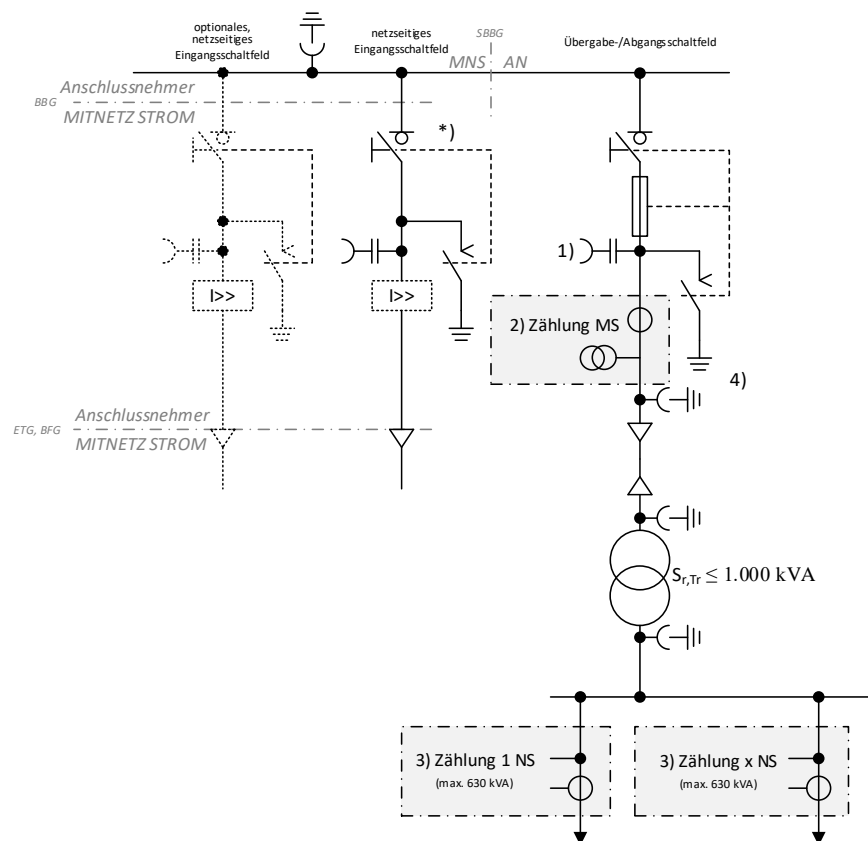 optionales,
netzseitiges
Eingangsschaltfeld
netzseitiges
Eingangsschaltfeld
SBBG
MNS AN
Übergabe-/Abgangsschaltfeld
Anschlussnehmer
BBG
MITNETZ STROM
*)
1)
I>>
I>>
2) Zählung MS
4)
Anschlussnehmer
ETG, BFG
MITNETZ STROM
Sr,Tr ≤ 1.000 kVA
3) Zählung 1 NS
(max. 630 kVA)
3) Zählung x NS
(max. 630 kVA)